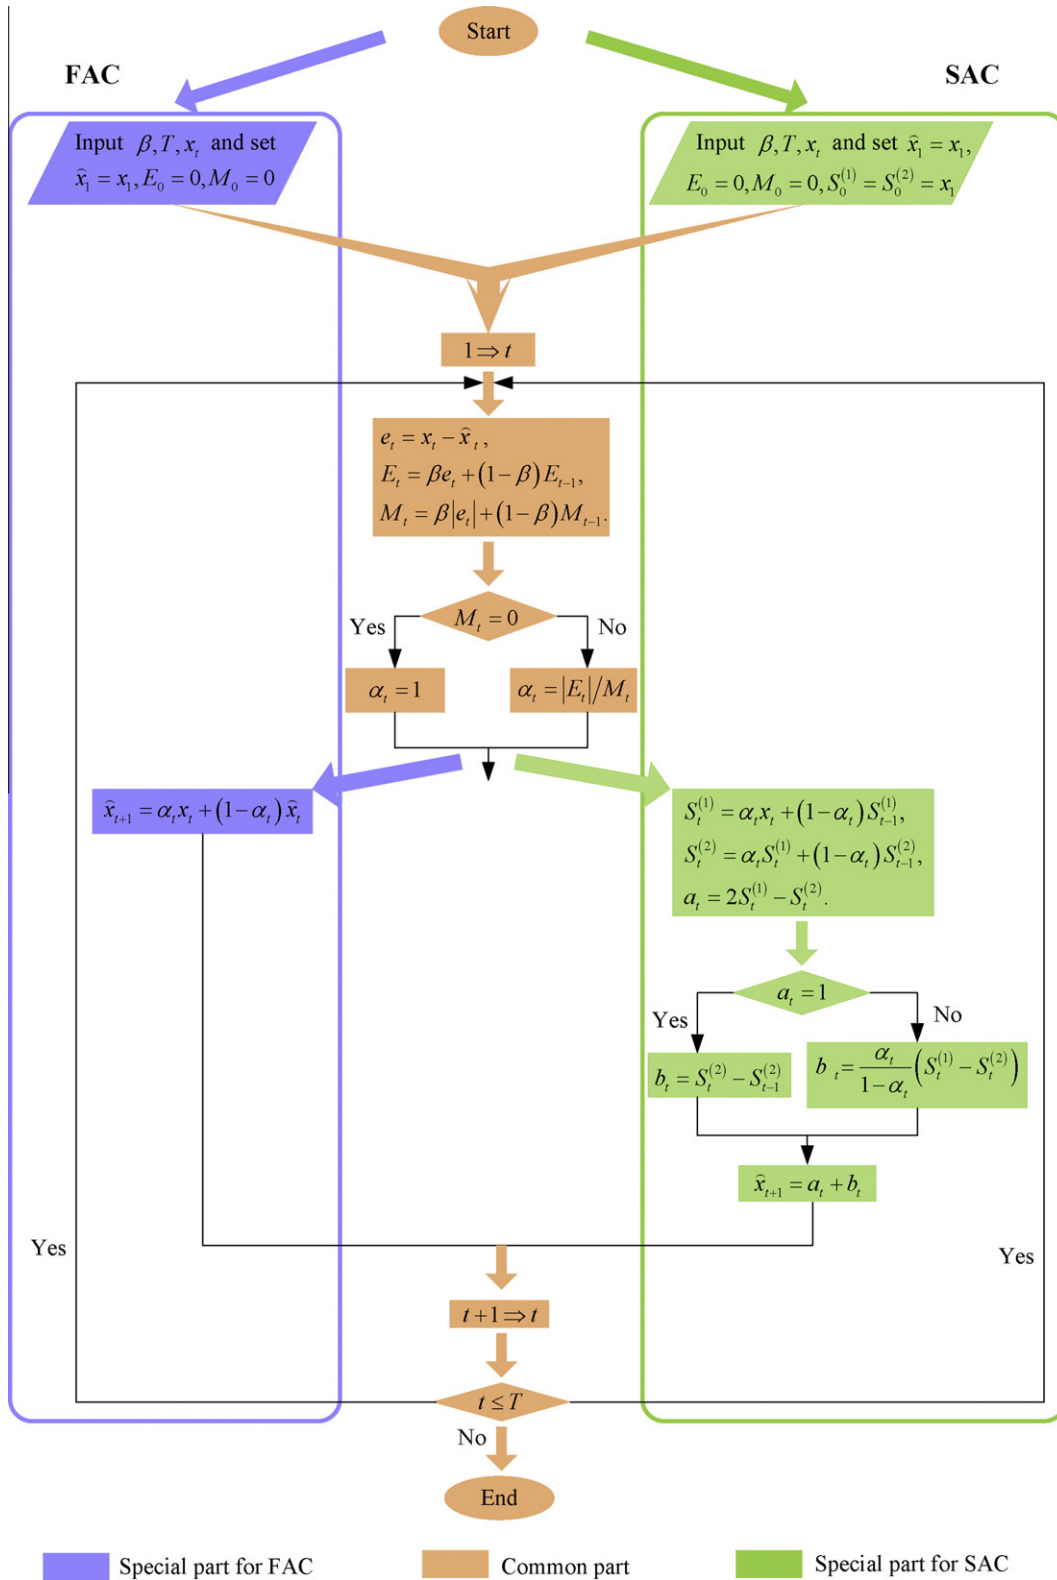 Start
FAC
SAC
Input β, T, x_t and set
x̂_1 = x_1, E_0 = 0, M_0 = 0
Input β, T, x_t and set x̂_1 = x_1,
E_0 = 0, M_0 = 0, S_0^(1) = S_0^(2) = x_1
1 ⇒ t
e_t = x_t − x̂_t,
E_t = βe_t + (1−β)E_{t−1},
M_t = β|e_t| + (1−β)M_{t−1}.
M_t = 0
Yes
No
α_t = 1
α_t = |E_t|/M_t
x̂_{t+1} = α_t x_t + (1−α_t) x̂_t
S_t^(1) = α_t x_t + (1−α_t) S_{t−1}^(1),
S_t^(2) = α_t S_t^(1) + (1−α_t) S_{t−1}^(2),
a_t = 2S_t^(1) − S_t^(2).
a_t = 1
Yes
No
b_t = S_t^(2) − S_{t−1}^(2)
b_t = α_t/(1−α_t) (S_t^(1) − S_t^(2))
x̂_{t+1} = a_t + b_t
Yes
Yes
t+1 ⇒ t
t ≤ T
No
End
Special part for FAC
Common part
Special part for SAC